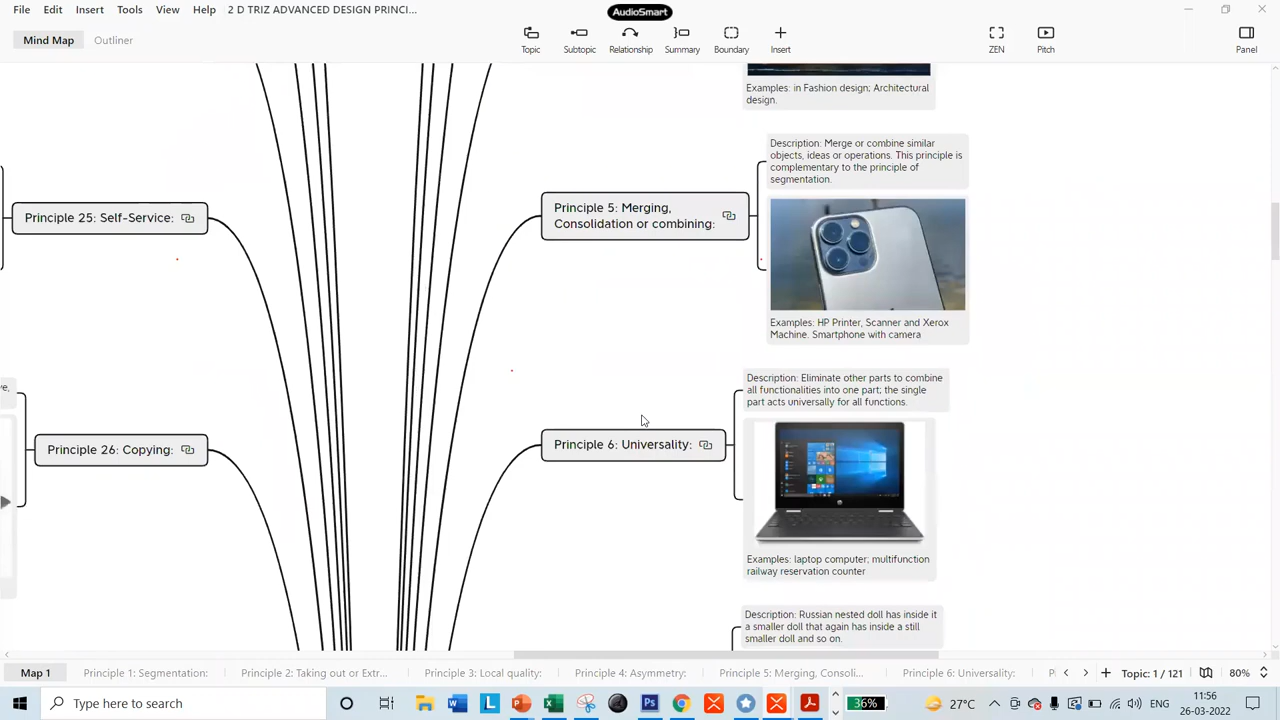 File Edit Insert Tools View Help 2 D TRIZ ADVANCED DESIGN PRINCI...
AudioSmart
Mind Map Outliner
Topic Subtopic Relationship Summary Boundary Insert ZEN Pitch Panel
Examples: in Fashion design; Architectural
design.
Description: Merge or combine similar
objects, ideas or operations. This principle is
complementary to the principle of
segmentation.
Principle 5: Merging,
Consolidation or combining:
Examples: HP Printer, Scanner and Xerox
Machine. Smartphone with camera
Principle 25: Self-Service:
Description: Eliminate other parts to combine
all functionalities into one part; the single
part acts universally for all functions.
Principle 6: Universality:
Examples: laptop computer; multifunction
railway reservation counter
Principle 26: Copying:
Description: Russian nested doll has inside it
a smaller doll that again has inside a still
smaller doll and so on.
Map 1 Principle 1: Segmentation: Principle 2: Taking out or Extr... Principle 3: Local quality: Principle 4: Asymmetry: Principle 5: Merging, Consoli... Principle 6: Universality: Topic: 1 / 121 80%
Type here to
36% 27°C ENG
11:56
26-03-2022